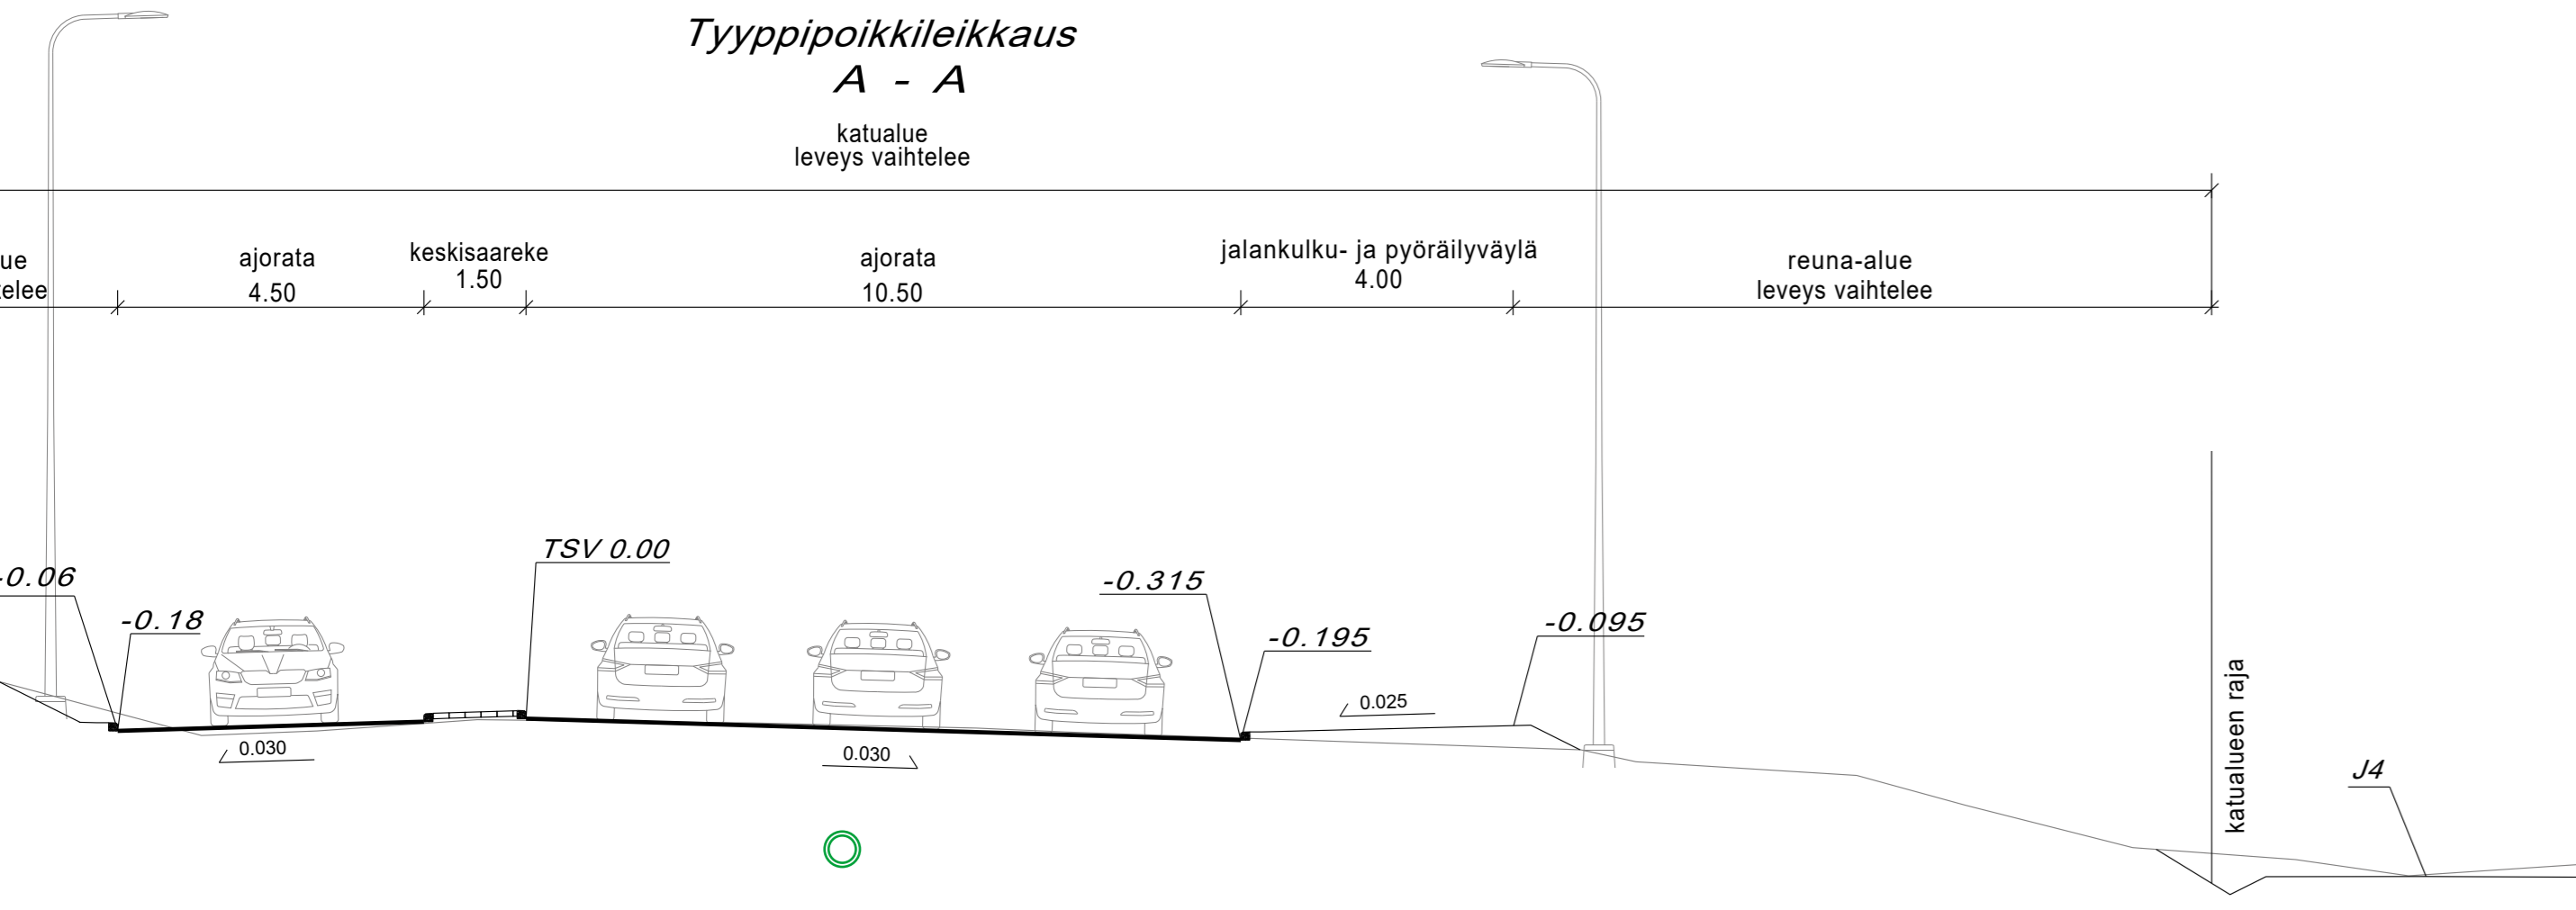 Tyyppipoikkileikkaus
A - A
katualue
leveys vaihtelee
ajorata
4.50
keskisaareke
1.50
ajorata
10.50
jalankulku- ja pyöräilyväylä
4.00
reuna-alue
leveys vaihtelee
-0.06
-0.18
TSV 0.00
-0.315
-0.195
-0.095
0.030
0.030
0.025
katualueen raja
J4